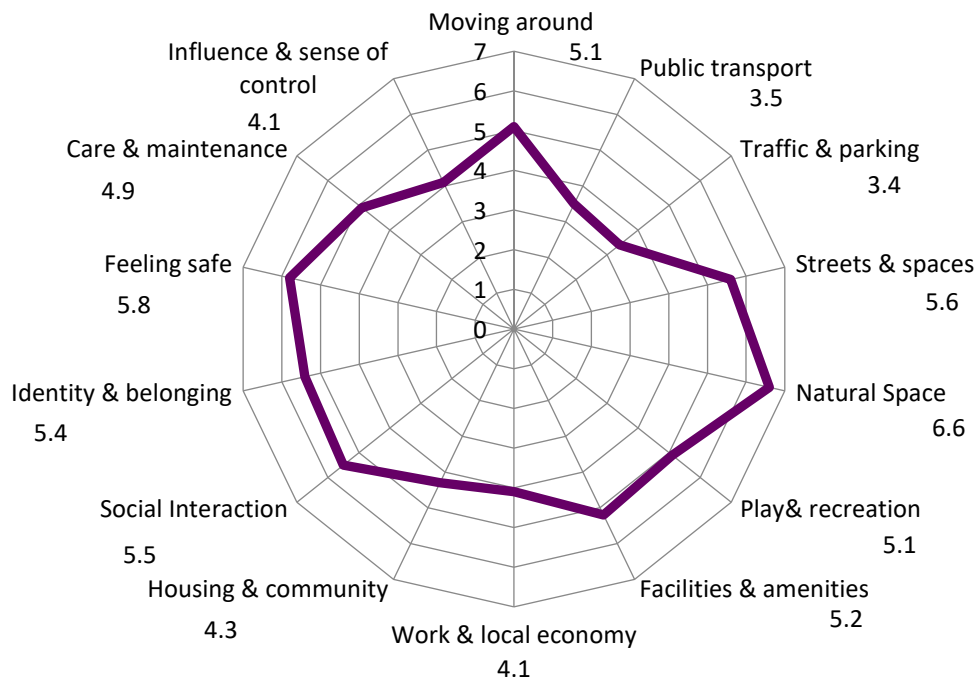 Moving around
5.1
Public transport
3.5
Traffic & parking
3.4
Streets & spaces
5.6
Natural Space
6.6
Play& recreation
5.1
Facilities & amenities
5.2
Work & local economy
4.1
Housing & community
4.3
Social Interaction
5.5
Identity & belonging
5.4
Feeling safe
5.8
Care & maintenance
4.9
Influence & sense of
control
4.1
7
6
5
4
3
2
1
0